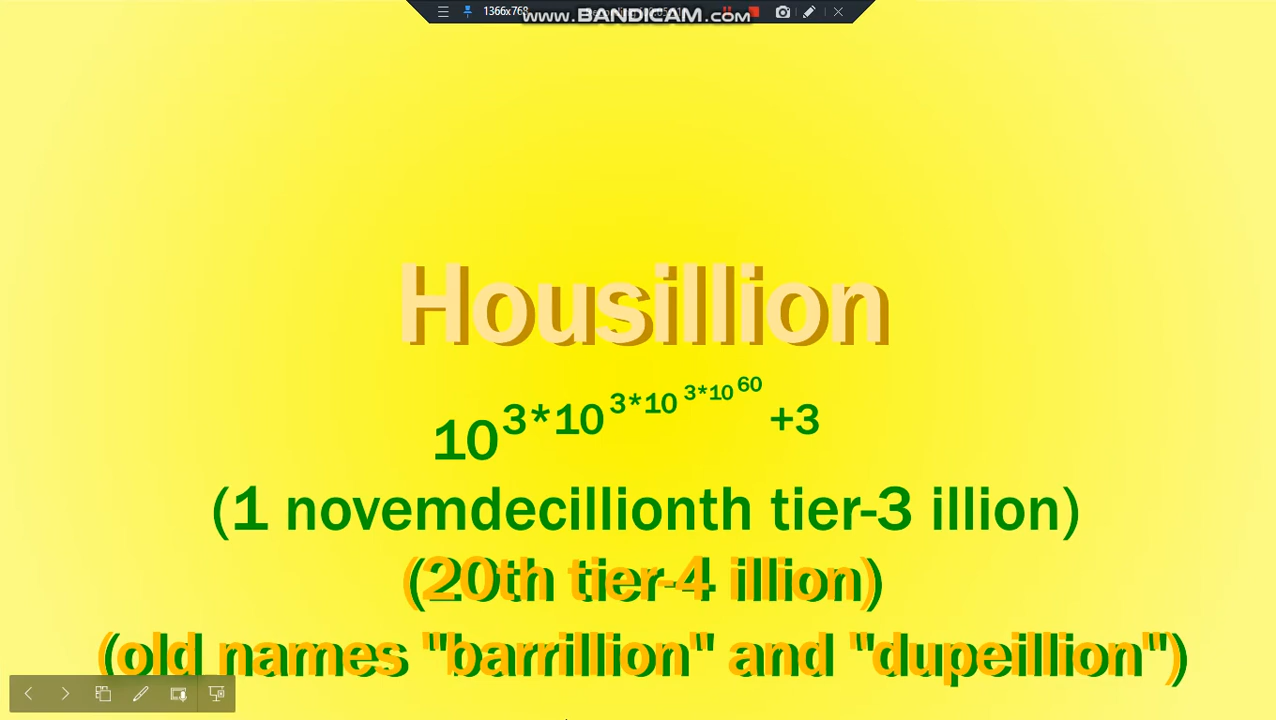 1366x768
www.BANDICAM.com
Housillion
10^3*10^3*10^3*10^60 +3
(1 novemdecillionth tier-3 illion)
(20th tier-4 illion)
(old names "barrillion" and "dupeillion")